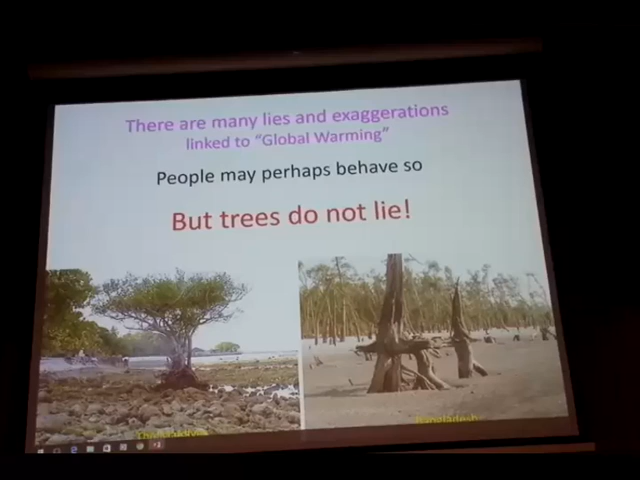 There are many lies and exaggerations
linked to "Global Warming"
People may perhaps behave so
But trees do not lie!
Bangladesh